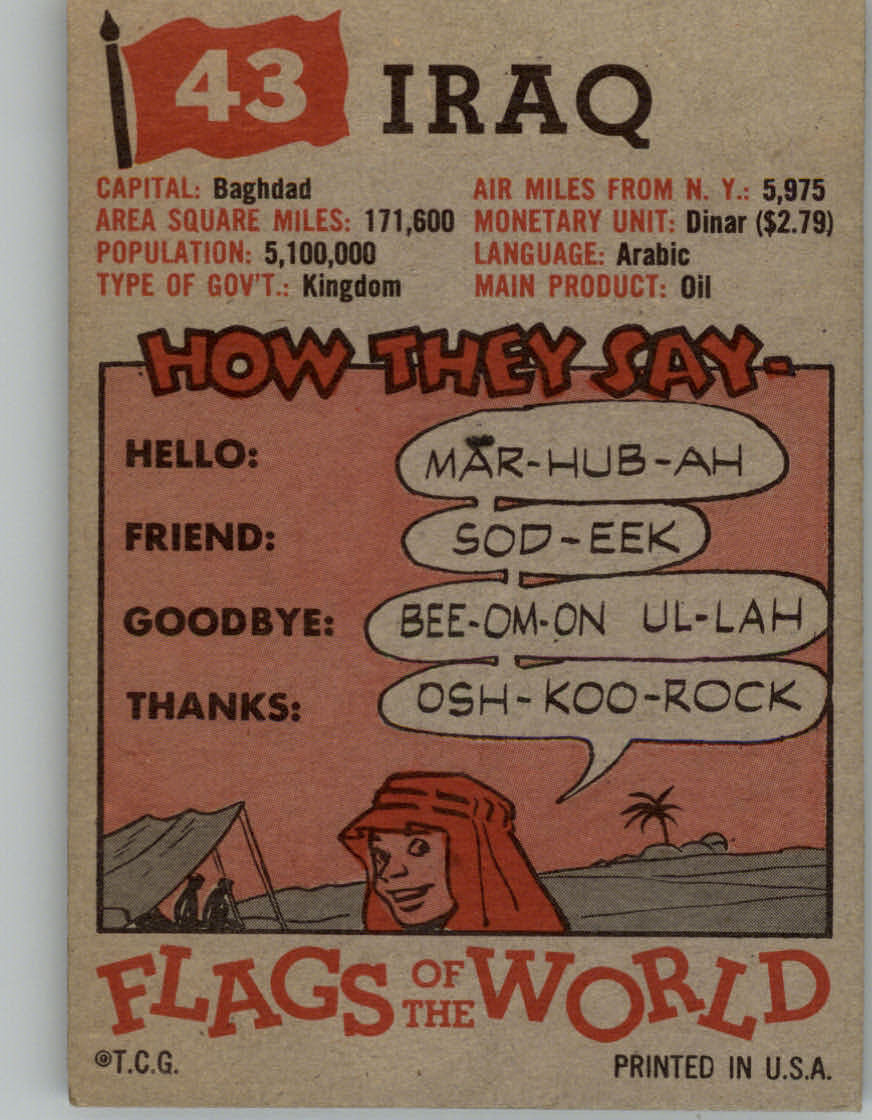 43 IRAQ
CAPITAL: Baghdad
AREA SQUARE MILES: 171,600
POPULATION: 5,100,000
TYPE OF GOV'T.: Kingdom
AIR MILES FROM N. Y.: 5,975
MONETARY UNIT: Dinar ($2.79)
LANGUAGE: Arabic
MAIN PRODUCT: Oil
HOW THEY SAY-
HELLO: MAR-HUB-AH
FRIEND: SOD-EEK
GOODBYE: BEE-OM-ON UL-LAH
THANKS: OSH-KOO-ROCK
FLAGS OF THE WORLD
©T.C.G. PRINTED IN U.S.A.